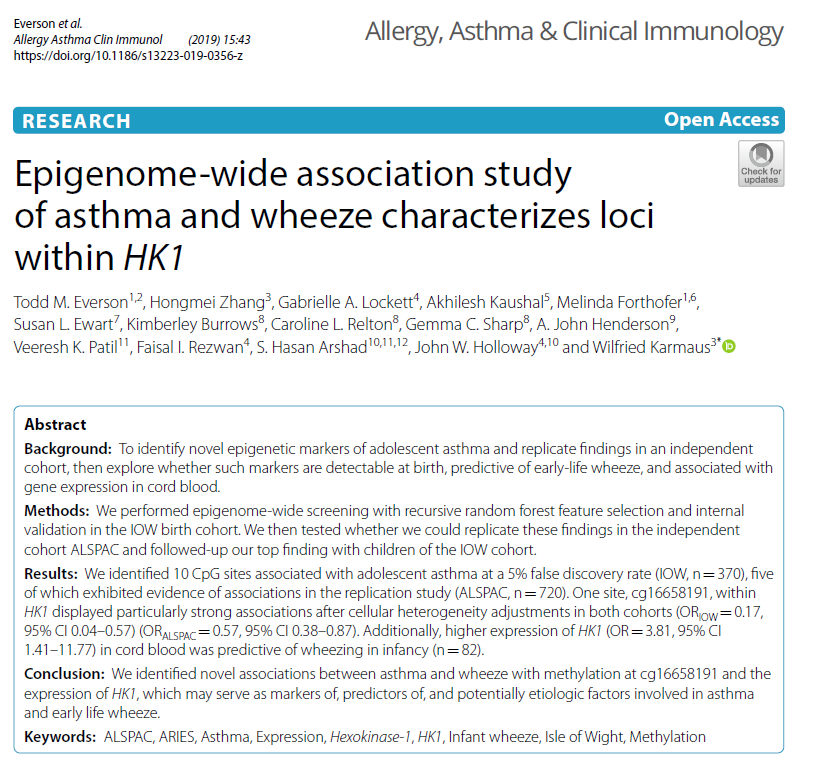 Everson et al.
Allergy Asthma Clin Immunol (2019) 15:43
https://doi.org/10.1186/s13223-019-0356-z
Allergy, Asthma & Clinical Immunology
RESEARCH
Open Access
Check for
updates
Epigenome-wide association study
of asthma and wheeze characterizes loci
within HK1
Todd M. Everson1,2, Hongmei Zhang3, Gabrielle A. Lockett4, Akhilesh Kaushal5, Melinda Forthofer1,6,
Susan L. Ewart7, Kimberley Burrows8, Caroline L. Relton8, Gemma C. Sharp8, A. John Henderson9,
Veeresh K. Patil11, Faisal I. Rezwan4, S. Hasan Arshad10,11,12, John W. Holloway4,10 and Wilfried Karmaus3* iD
Abstract
Background: To identify novel epigenetic markers of adolescent asthma and replicate findings in an independent
cohort, then explore whether such markers are detectable at birth, predictive of early-life wheeze, and associated with
gene expression in cord blood.
Methods: We performed epigenome-wide screening with recursive random forest feature selection and internal
validation in the IOW birth cohort. We then tested whether we could replicate these findings in the independent
cohort ALSPAC and followed-up our top finding with children of the IOW cohort.
Results: We identified 10 CpG sites associated with adolescent asthma at a 5% false discovery rate (IOW, n = 370), five
of which exhibited evidence of associations in the replication study (ALSPAC, n = 720). One site, cg16658191, within
HK1 displayed particularly strong associations after cellular heterogeneity adjustments in both cohorts (ORIOW = 0.17,
95% CI 0.04–0.57) (ORALSPAC = 0.57, 95% CI 0.38–0.87). Additionally, higher expression of HK1 (OR = 3.81, 95% CI
1.41–11.77) in cord blood was predictive of wheezing in infancy (n = 82).
Conclusion: We identified novel associations between asthma and wheeze with methylation at cg16658191 and the
expression of HK1, which may serve as markers of, predictors of, and potentially etiologic factors involved in asthma
and early life wheeze.
Keywords: ALSPAC, ARIES, Asthma, Expression, Hexokinase-1, HK1, Infant wheeze, Isle of Wight, Methylation